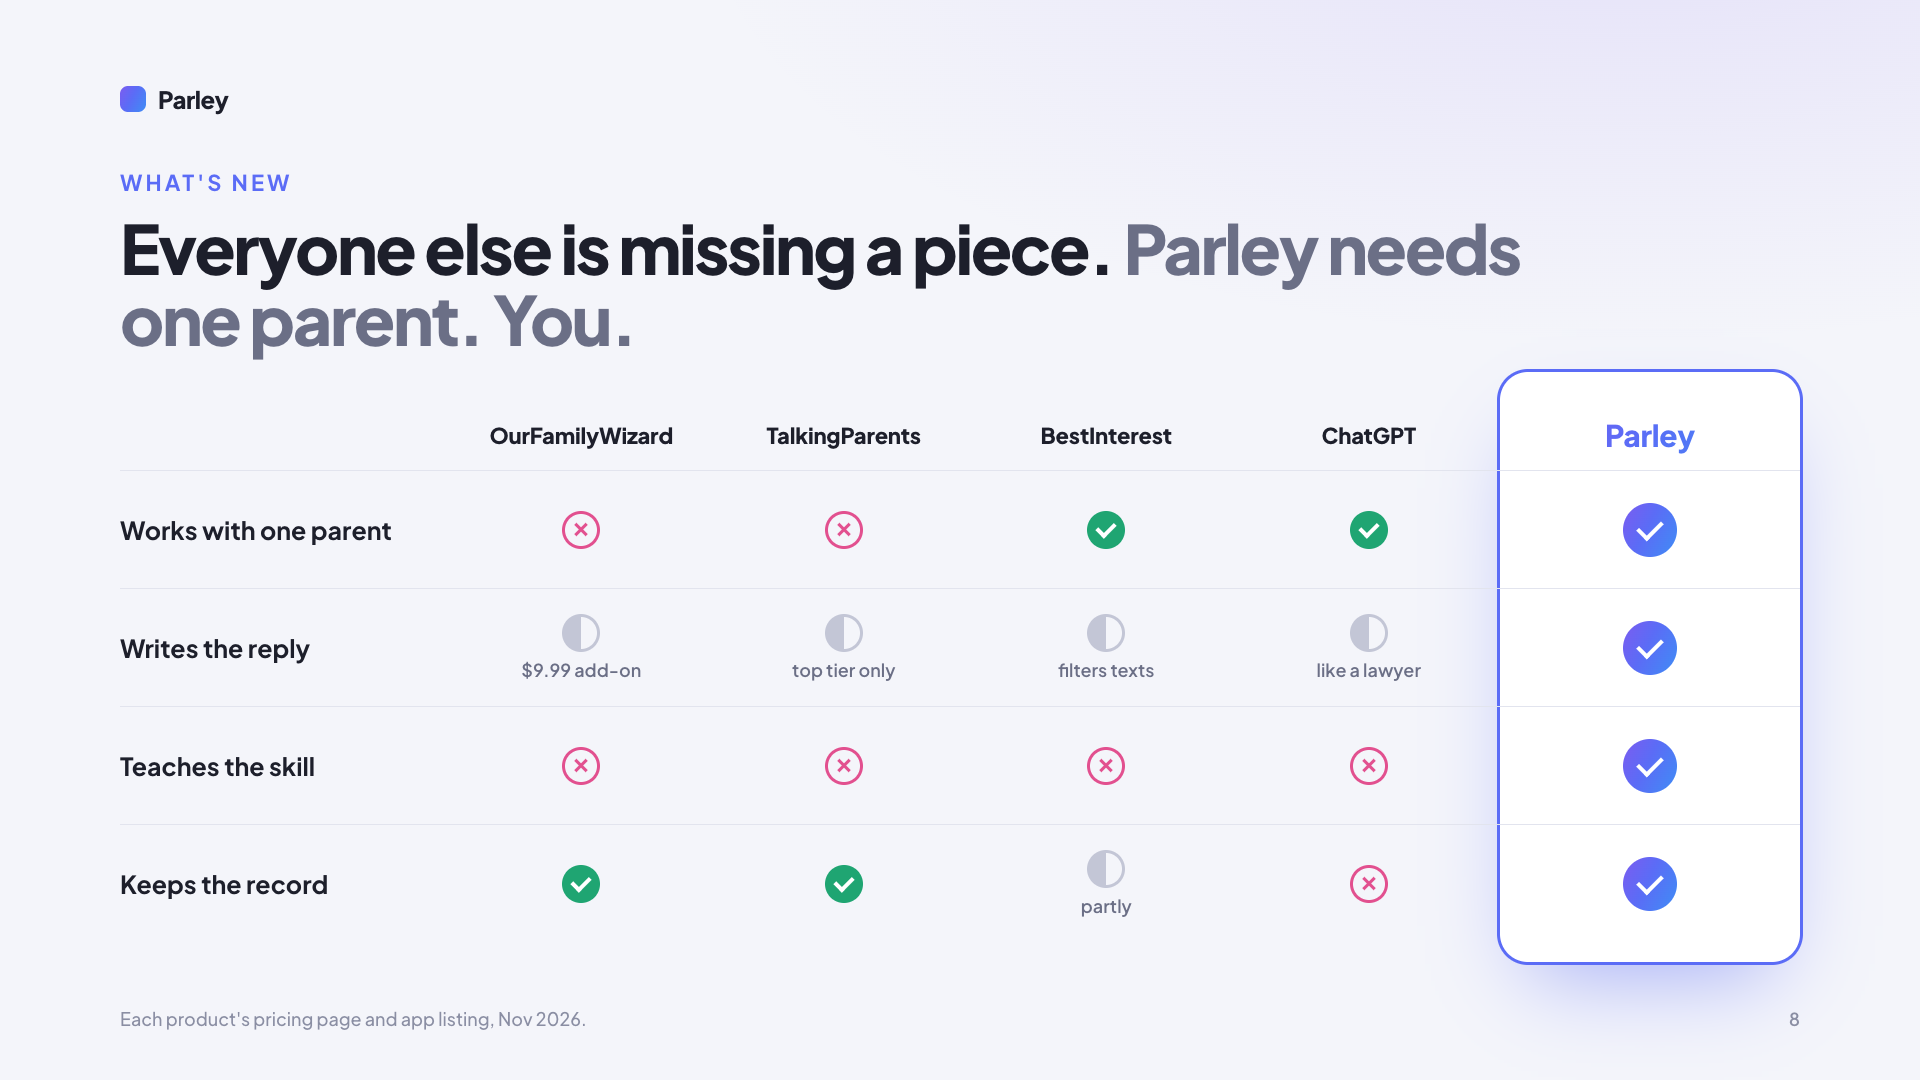 Parley
WHAT'S NEW
Everyone else is missing a piece. Parley needs
one parent. You.
OurFamilyWizard TalkingParents BestInterest ChatGPT Parley
Works with one parent
Writes the reply
$9.99 add-on top tier only filters texts like a lawyer
Teaches the skill
Keeps the record
partly
Each product's pricing page and app listing, Nov 2026.
8